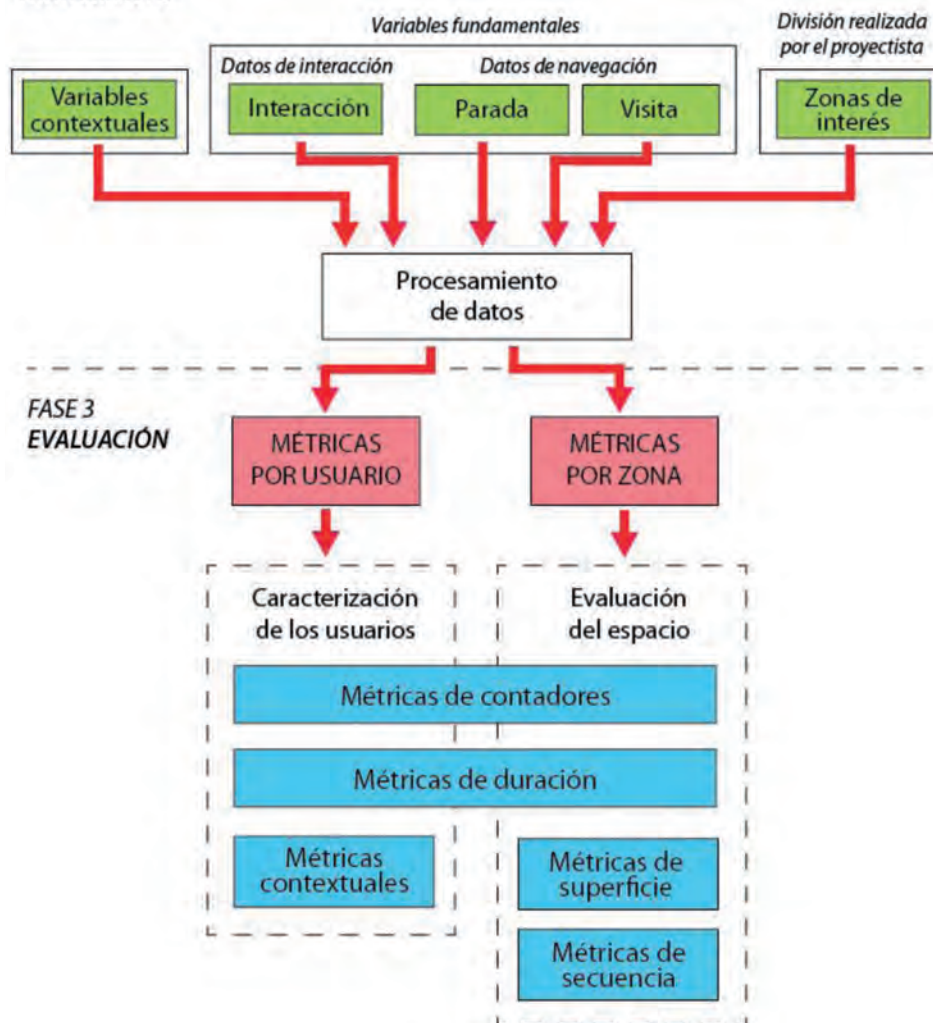 Variables fundamentales
División realizada
por el proyectista
Datos de interacción
Datos de navegación
Variables
contextuales
Interacción
Parada
Visita
Zonas de
interés
Procesamiento
de datos
FASE 3
EVALUACIÓN
MÉTRICAS
POR USUARIO
MÉTRICAS
POR ZONA
Caracterización
de los usuarios
Evaluación
del espacio
Métricas de contadores
Métricas de duración
Métricas
contextuales
Métricas de
superficie
Métricas de
secuencia